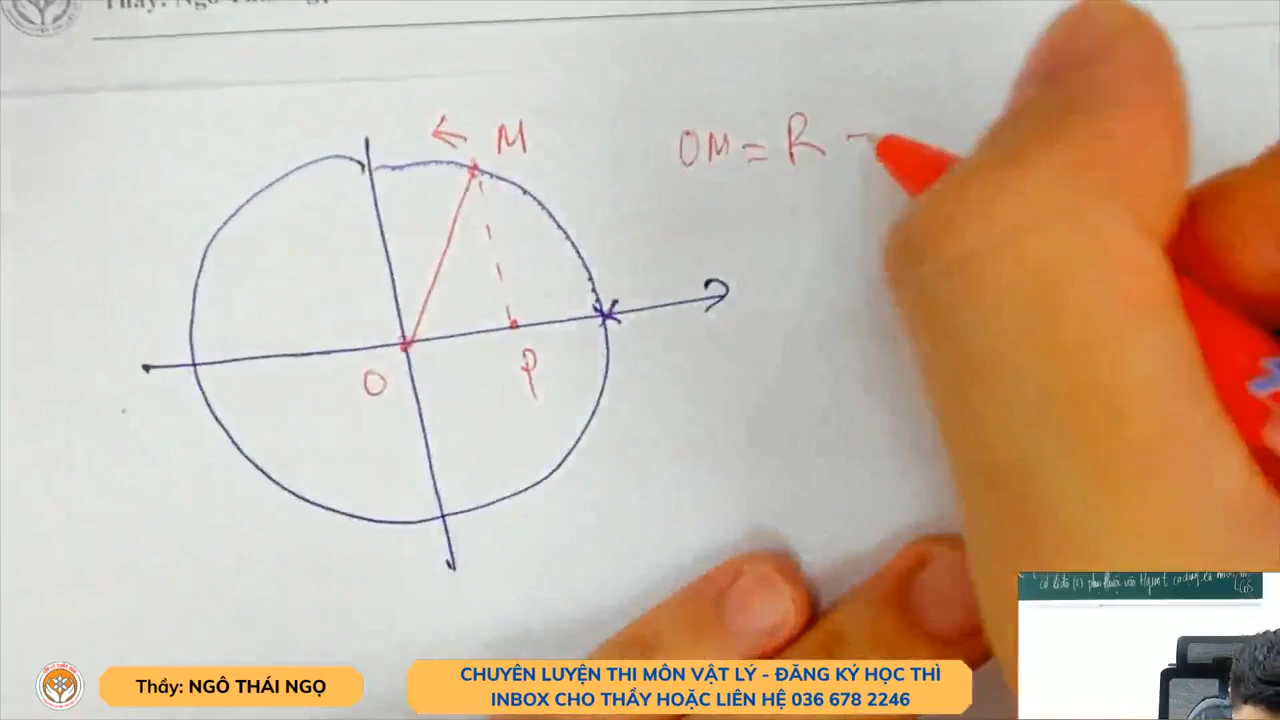 Thầy:
M
OM = R
O
P
Thầy: NGÔ THÁI NGỌ
CHUYÊN LUYỆN THI MÔN VẬT LÝ - ĐĂNG KÝ HỌC THÌ
INBOX CHO THẦY HOẶC LIÊN HỆ 036 678 2246